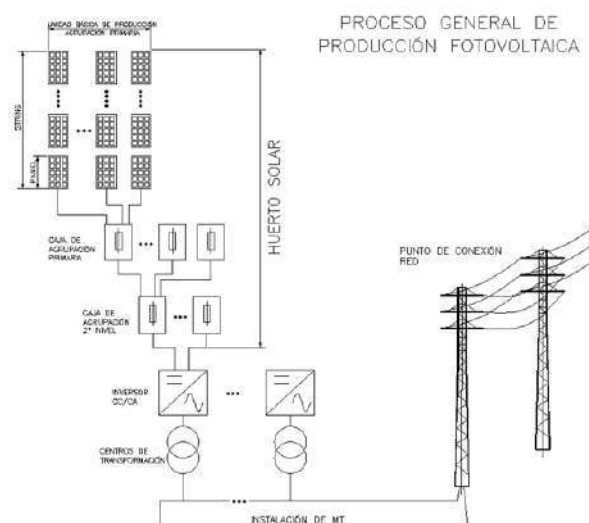 PROCESO GENERAL DE
PRODUCCIÓN FOTOVOLTAICA
UNIDAD BÁSICA DE PRODUCCIÓN
AGRUPACIÓN PRIMARIA
STRING
PANEL
HUERTO SOLAR
CAJA DE
AGRUPACIÓN
PRIMARIA
PUNTO DE CONEXIÓN
RED
CAJA DE
AGRUPACIÓN
2º NIVEL
INVERSOR
CC/CA
CENTROS DE
TRANSFORMACIÓN
INSTALACIÓN DE MT